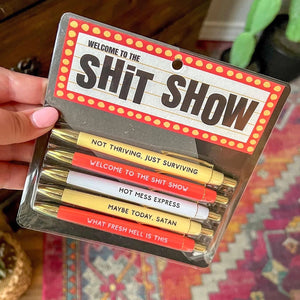 WELCOME TO THE
SHiT SHOW
NOT THRIVING, JUST SURVIVING
WELCOME TO THE SHIT SHOW
HOT MESS EXPRESS
MAYBE TODAY, SATAN
WHAT FRESH HELL IS THIS